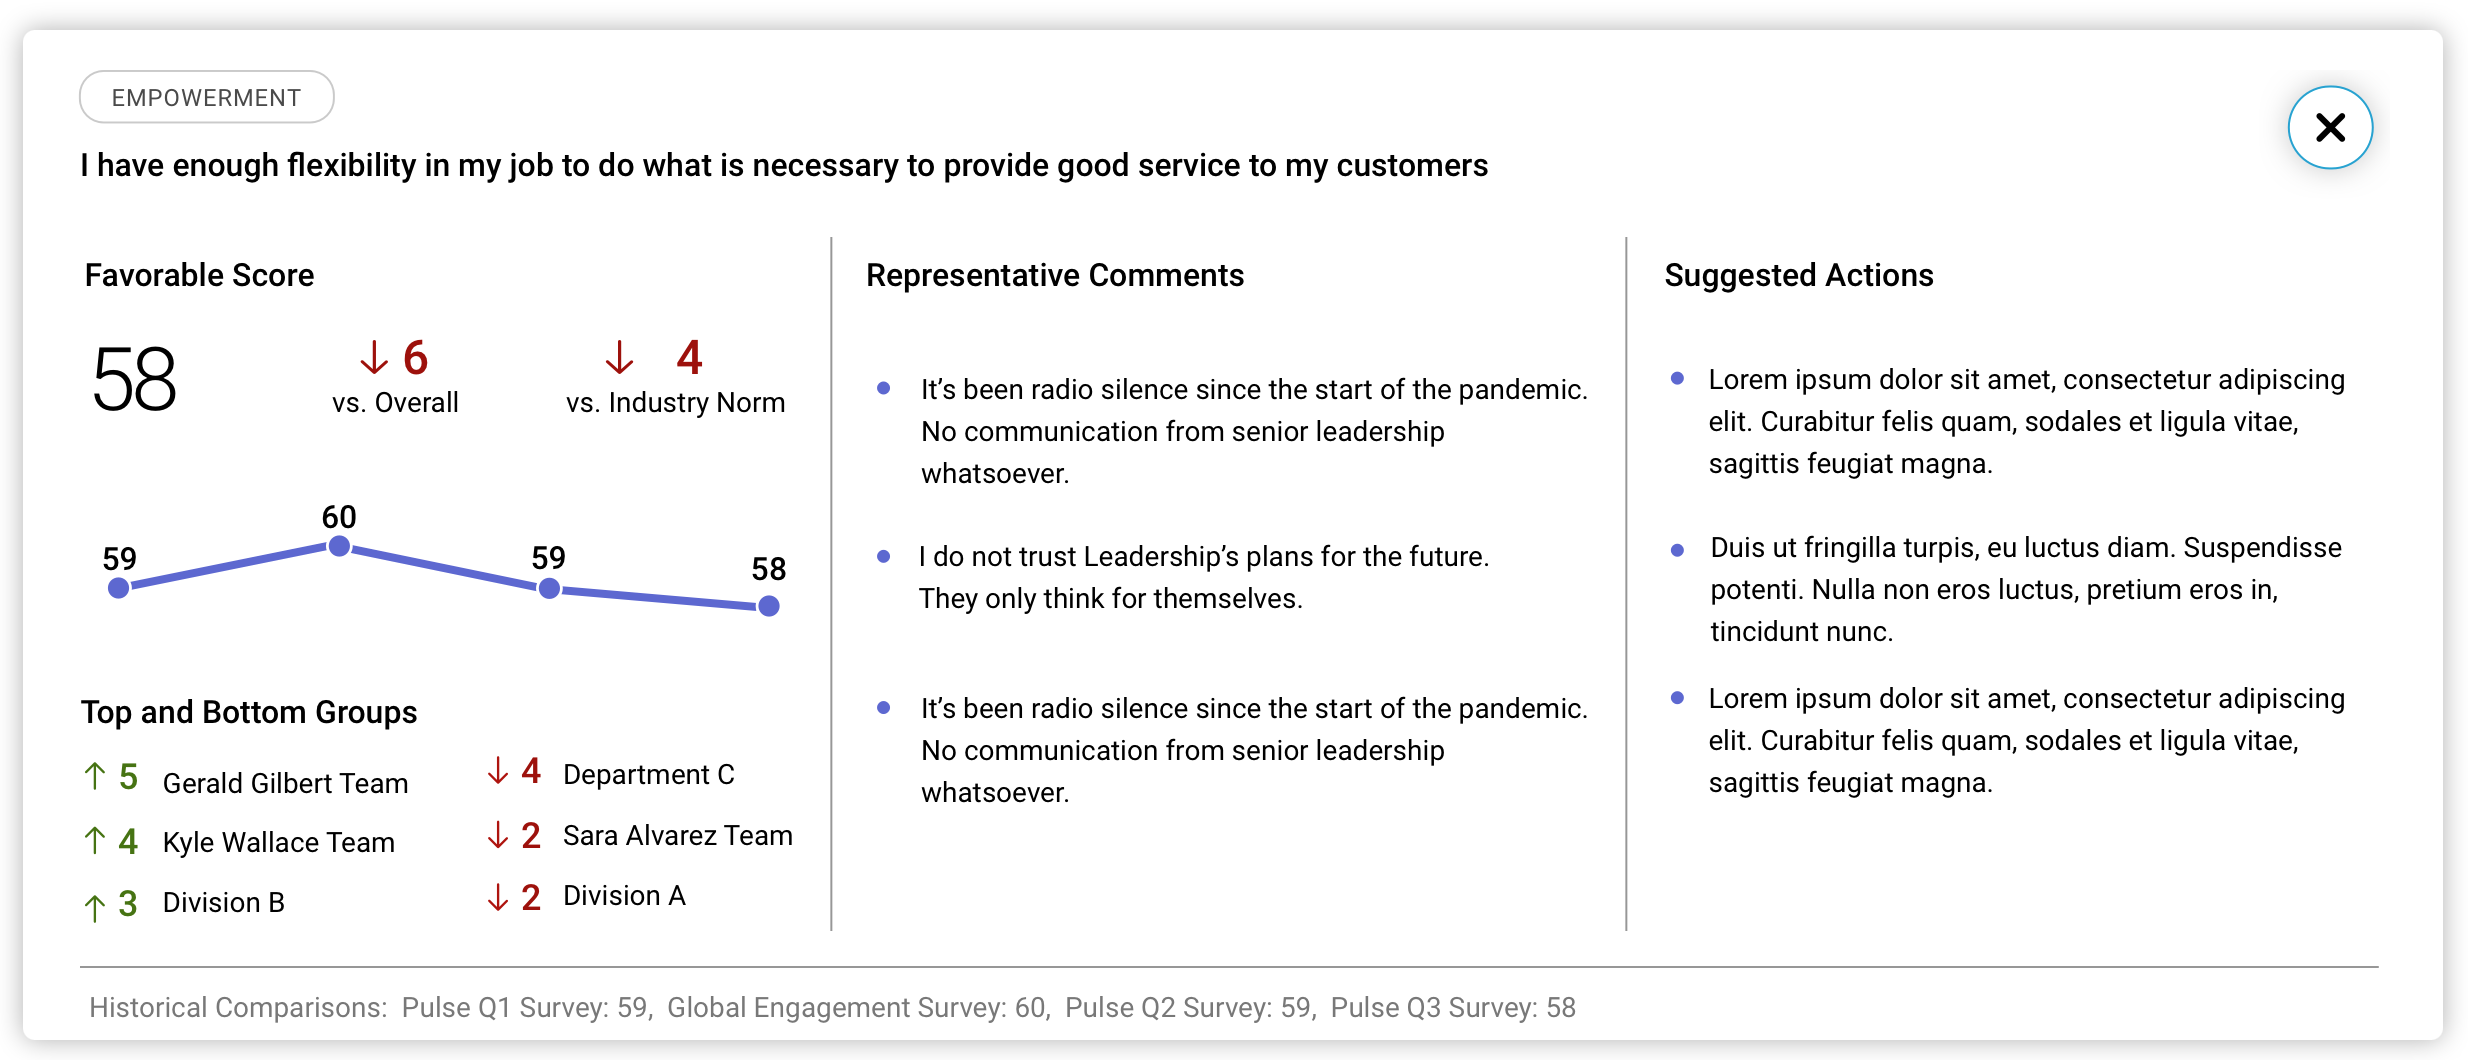 EMPOWERMENT
I have enough flexibility in my job to do what is necessary to provide good service to my customers
Favorable Score
58
↓ 6
vs. Overall
↓ 4
vs. Industry Norm
59
60
59
58
Top and Bottom Groups
↑ 5 Gerald Gilbert Team
↑ 4 Kyle Wallace Team
↑ 3 Division B
↓ 4 Department C
↓ 2 Sara Alvarez Team
↓ 2 Division A
Representative Comments
• It’s been radio silence since the start of the pandemic.
No communication from senior leadership
whatsoever.
• I do not trust Leadership’s plans for the future.
They only think for themselves.
• It’s been radio silence since the start of the pandemic.
No communication from senior leadership
whatsoever.
Suggested Actions
• Lorem ipsum dolor sit amet, consectetur adipiscing
elit. Curabitur felis quam, sodales et ligula vitae,
sagittis feugiat magna.
• Duis ut fringilla turpis, eu luctus diam. Suspendisse
potenti. Nulla non eros luctus, pretium eros in,
tincidunt nunc.
• Lorem ipsum dolor sit amet, consectetur adipiscing
elit. Curabitur felis quam, sodales et ligula vitae,
sagittis feugiat magna.
Historical Comparisons: Pulse Q1 Survey: 59, Global Engagement Survey: 60, Pulse Q2 Survey: 59, Pulse Q3 Survey: 58